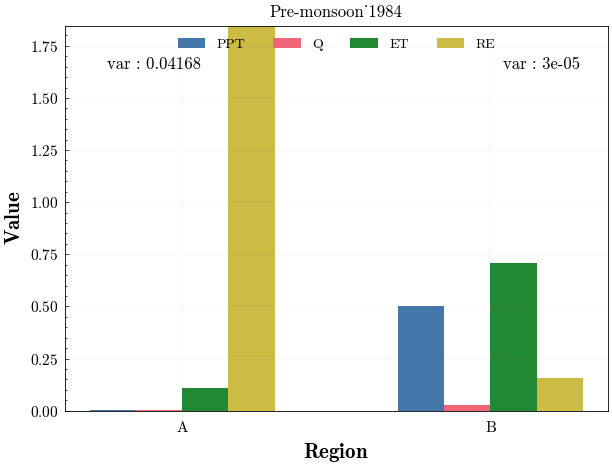 Pre-monsoon˙1984
PPT Q ET RE
var : 0.04168
var : 3e-05
1.75
1.50
1.25
1.00
0.75
0.50
0.25
0.00
Value
A B
Region